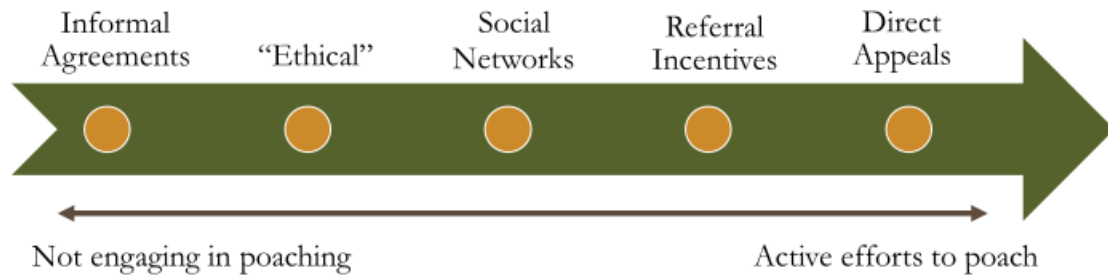 Informal
Agreements
“Ethical”
Social
Networks
Referral
Incentives
Direct
Appeals
Not engaging in poaching
Active efforts to poach